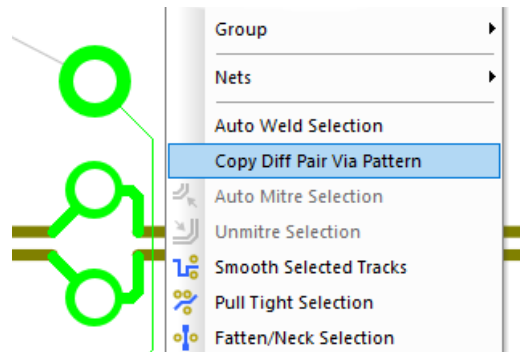 Group
Nets
Auto Weld Selection
Copy Diff Pair Via Pattern
Auto Mitre Selection
Unmitre Selection
Smooth Selected Tracks
Pull Tight Selection
Fatten/Neck Selection